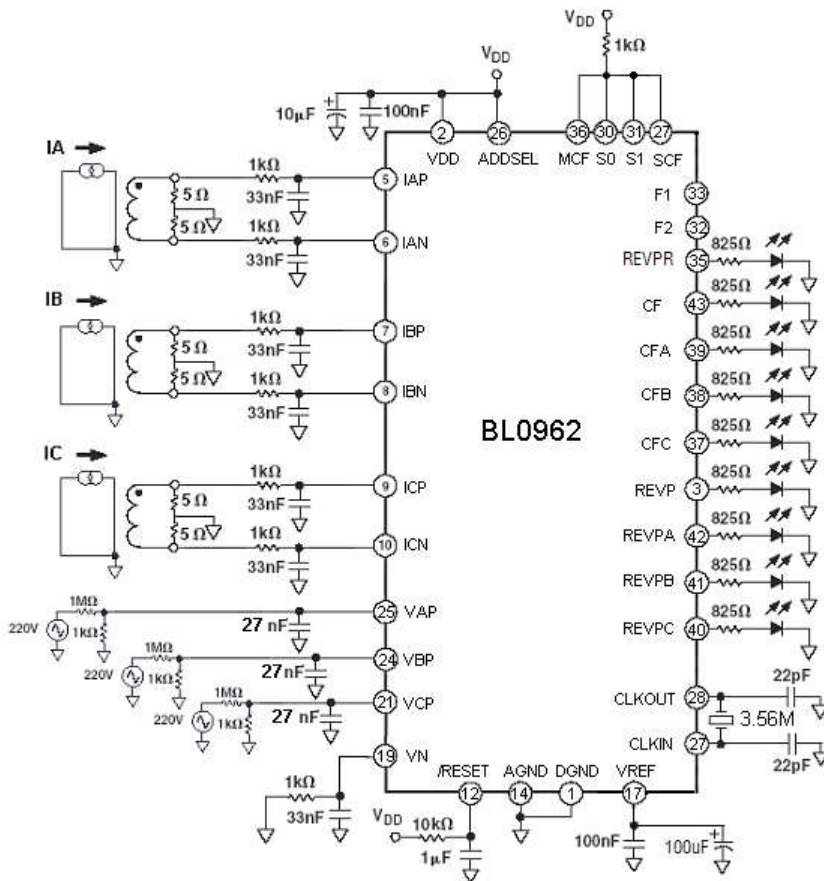 VDD
1kΩ
VDD
10μF
100nF
2
26
36
30
31
27
VDD
ADDSEL
MCF
S0
S1
SCF
IA
1kΩ
5
IAP
33nF
5 Ω
5 Ω
1kΩ
6
IAN
33nF
IB
1kΩ
7
IBP
33nF
5 Ω
5 Ω
1kΩ
8
IBN
33nF
IC
1kΩ
9
ICP
33nF
5 Ω
5 Ω
1kΩ
10
ICN
33nF
1MΩ
220V
1kΩ
27 nF
25
VAP
1MΩ
220V
1kΩ
27 nF
24
VBP
1MΩ
220V
1kΩ
27 nF
21
VCP
19
VN
1kΩ
33nF
BL0962
F1
33
F2
32
REVPR
35
825Ω
CF
43
825Ω
CFA
39
825Ω
CFB
38
825Ω
CFC
37
825Ω
REVP
3
825Ω
REVPA
42
825Ω
REVPB
41
825Ω
REVPC
40
825Ω
CLKOUT
28
22pF
3.56M
CLKIN
27
22pF
/RESET
AGND
DGND
VREF
12
14
1
17
VDD
10kΩ
1μF
100nF
100uF